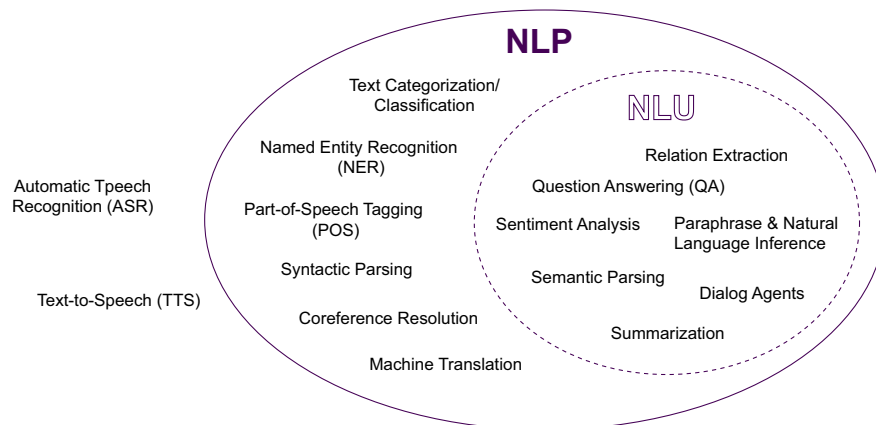 NLP
Text Categorization/
Classification
NLU
Named Entity Recognition
(NER)
Relation Extraction
Automatic Tpeech
Recognition (ASR)
Question Answering (QA)
Part-of-Speech Tagging
(POS)
Sentiment Analysis
Paraphrase & Natural
Language Inference
Syntactic Parsing
Semantic Parsing
Text-to-Speech (TTS)
Dialog Agents
Coreference Resolution
Summarization
Machine Translation